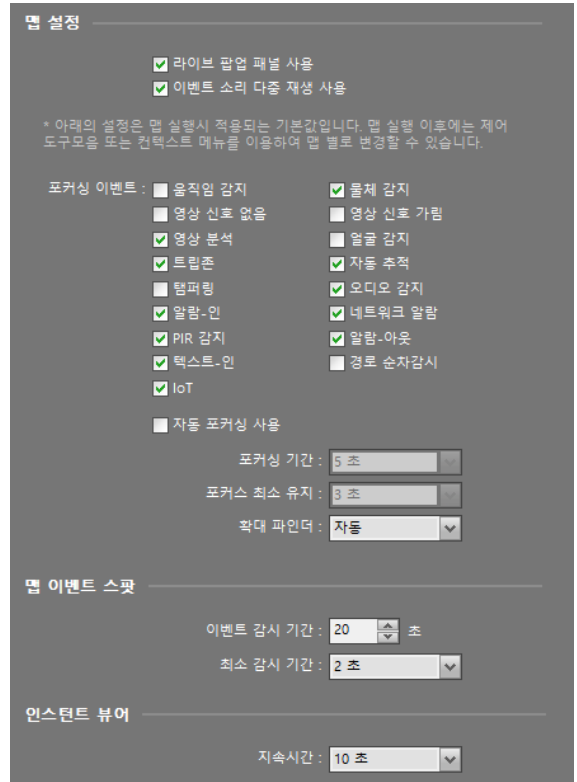 맵 설정
라이브 팝업 패널 사용
이벤트 소리 다중 재생 사용
* 아래의 설정은 맵 실행시 적용되는 기본값입니다. 맵 실행 이후에는 제어
도구모음 또는 컨텍스트 메뉴를 이용하여 맵 별로 변경할 수 있습니다.
포커싱 이벤트 : 움직임 감지 물체 감지
영상 신호 없음 영상 신호 가림
영상 분석 얼굴 감지
트립존 자동 추적
탬퍼링 오디오 감지
알람-인 네트워크 알람
PIR 감지 알람-아웃
텍스트-인 경로 순차감시
IoT
자동 포커싱 사용
포커싱 기간 : 5 초
포커스 최소 유지 : 3 초
확대 파인더 : 자동
맵 이벤트 스팟
이벤트 감시 기간 : 20 초
최소 감시 기간 : 2 초
인스턴트 뷰어
지속시간 : 10 초